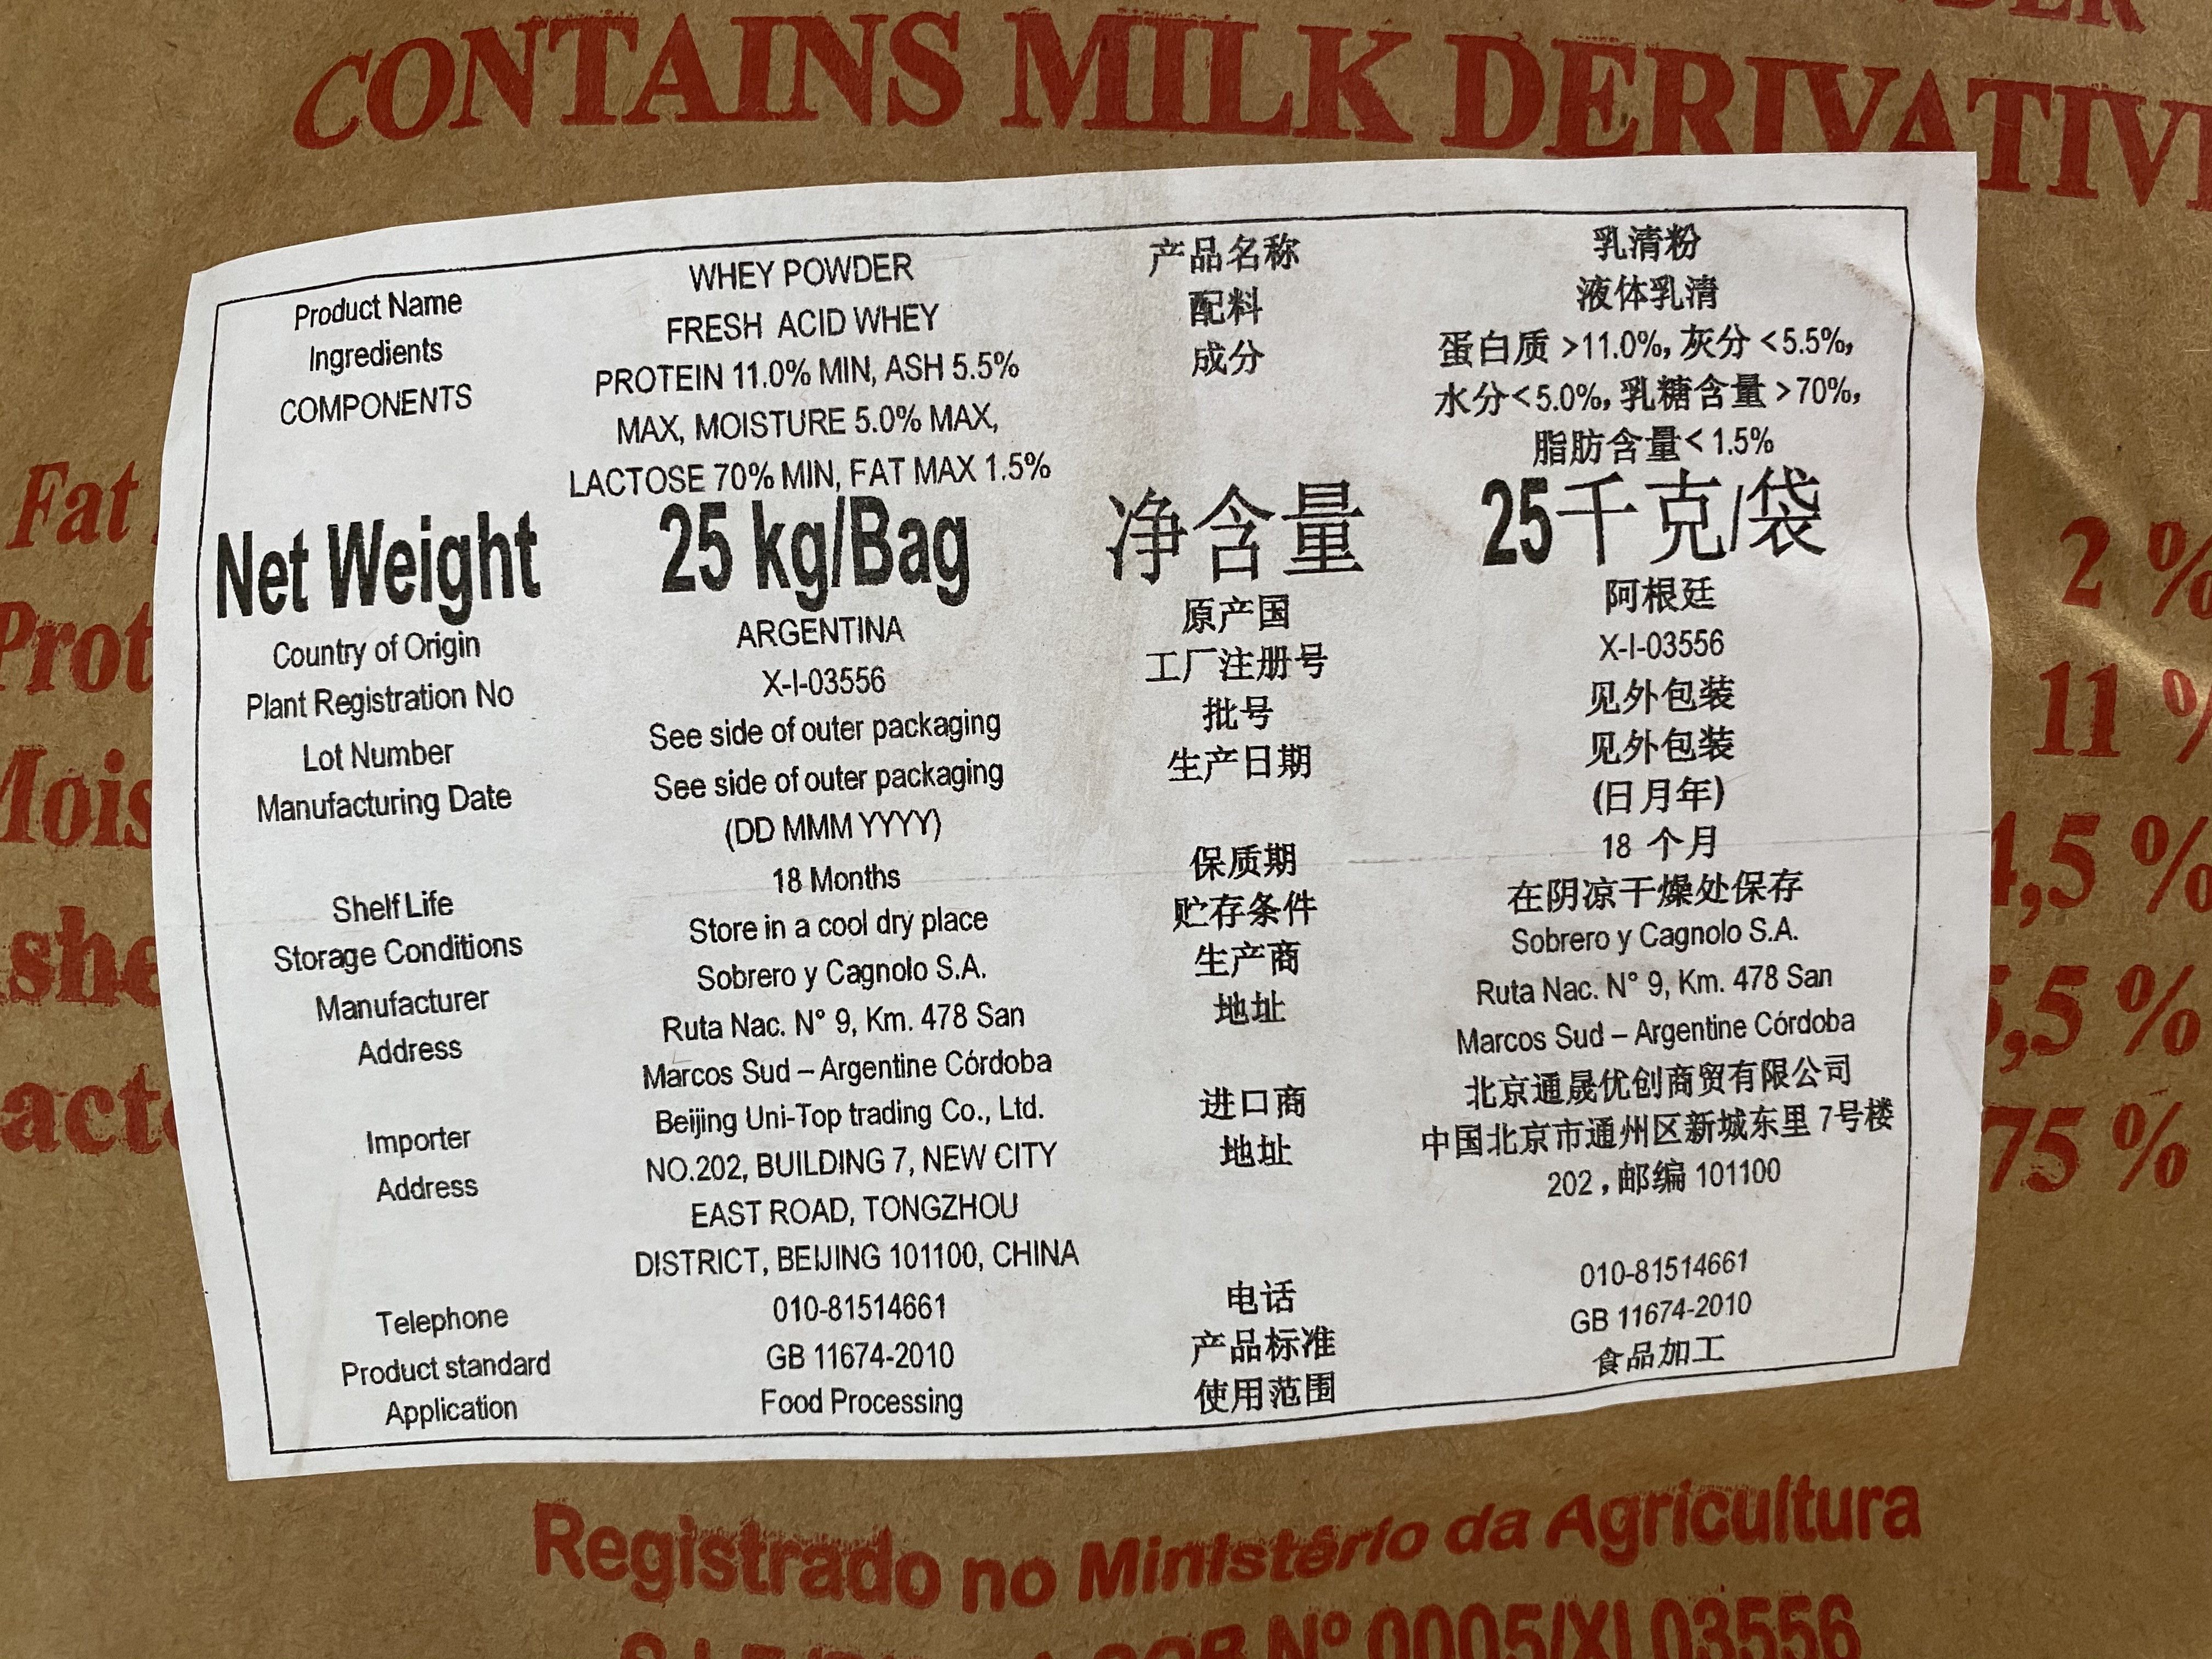 CONTAINS MILK DERIVATIV
Product Name WHEY POWDER 产品名称 乳清粉
Ingredients FRESH ACID WHEY 配料 液体乳清
COMPONENTS PROTEIN 11.0% MIN, ASH 5.5% 成分 蛋白质 >11.0%, 灰分 <5.5%,
MAX, MOISTURE 5.0% MAX, 水分<5.0%, 乳糖含量 >70%,
LACTOSE 70% MIN, FAT MAX 1.5% 脂肪含量< 1.5%
Net Weight 25 kg/Bag 净含量 25千克/袋
Country of Origin ARGENTINA 原产国 阿根廷
Plant Registration No X-I-03556 工厂注册号 X-I-03556
Lot Number See side of outer packaging 批号 见外包装
Manufacturing Date See side of outer packaging 生产日期 见外包装
(DD MMM YYYY) (日月年)
Shelf Life 18 Months 保质期 18 个月
Storage Conditions Store in a cool dry place 贮存条件 在阴凉干燥处保存
Manufacturer Sobrero y Cagnolo S.A. 生产商 Sobrero y Cagnolo S.A.
Address Ruta Nac. N° 9, Km. 478 San 地址 Ruta Nac. N° 9, Km. 478 San
Marcos Sud – Argentine Córdoba Marcos Sud – Argentine Córdoba
Importer Beijing Uni-Top trading Co., Ltd. 进口商 北京通晟优创商贸有限公司
Address NO.202, BUILDING 7, NEW CITY 地址 中国北京市通州区新城东里 7号楼
EAST ROAD, TONGZHOU 202，邮编 101100
DISTRICT, BEIJING 101100, CHINA
Telephone 010-81514661 电话 010-81514661
Product standard GB 11674-2010 产品标准 GB 11674-2010
Application Food Processing 使用范围 食品加工
Fat 2 %
Prot 11 %
Mois 4,5 %
she 5,5 %
act 75 %
Registrado no Ministério da Agricultura
Nº 0005/XI 03556